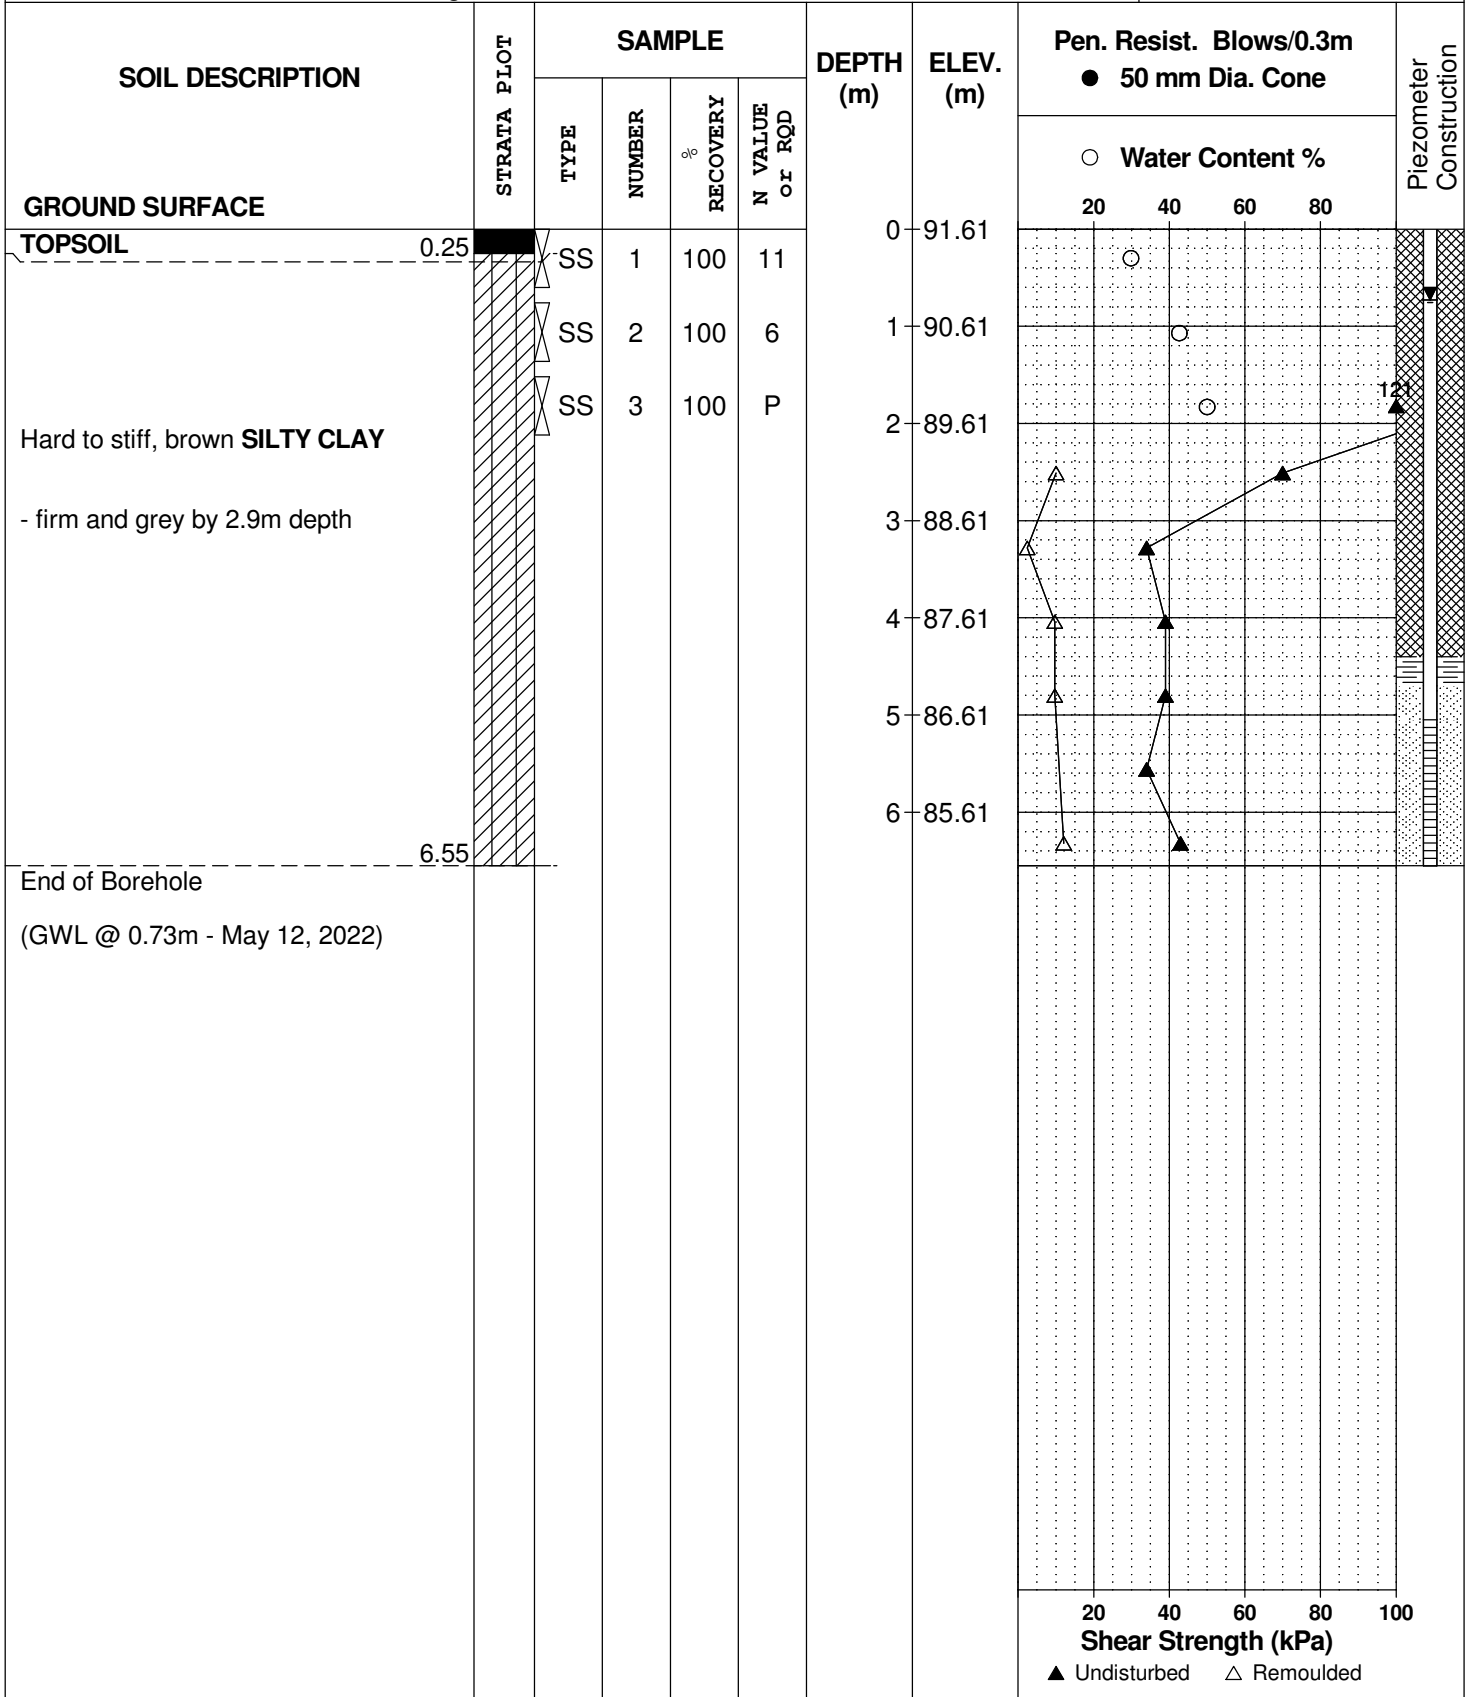 SOIL DESCRIPTION
GROUND SURFACE
STRATA PLOT
SAMPLE
TYPE
NUMBER
% RECOVERY
N VALUE
or RQD
DEPTH
(m)
ELEV.
(m)
Pen. Resist. Blows/0.3m
● 50 mm Dia. Cone
○ Water Content %
20 40 60 80
Piezometer
Construction
TOPSOIL 0.25
SS 1 100 11
SS 2 100 6
SS 3 100 P
Hard to stiff, brown SILTY CLAY
- firm and grey by 2.9m depth
6.55
End of Borehole
(GWL @ 0.73m - May 12, 2022)
0 91.61
1 90.61
2 89.61
3 88.61
4 87.61
5 86.61
6 85.61
121
20 40 60 80 100
Shear Strength (kPa)
▲ Undisturbed △ Remoulded